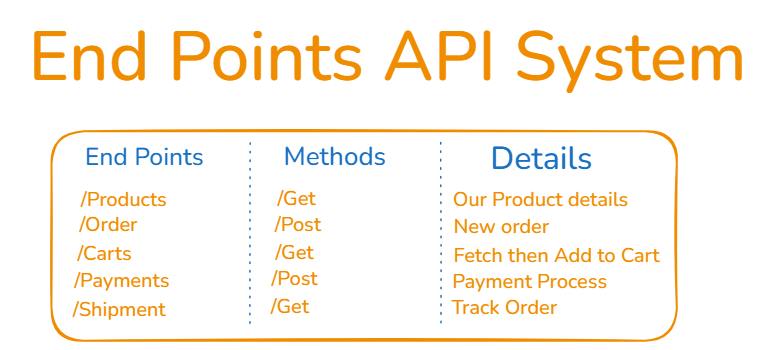 End Points API System
End Points Methods Details
/Products /Get Our Product details
/Order /Post New order
/Carts /Get Fetch then Add to Cart
/Payments /Post Payment Process
/Shipment /Get Track Order